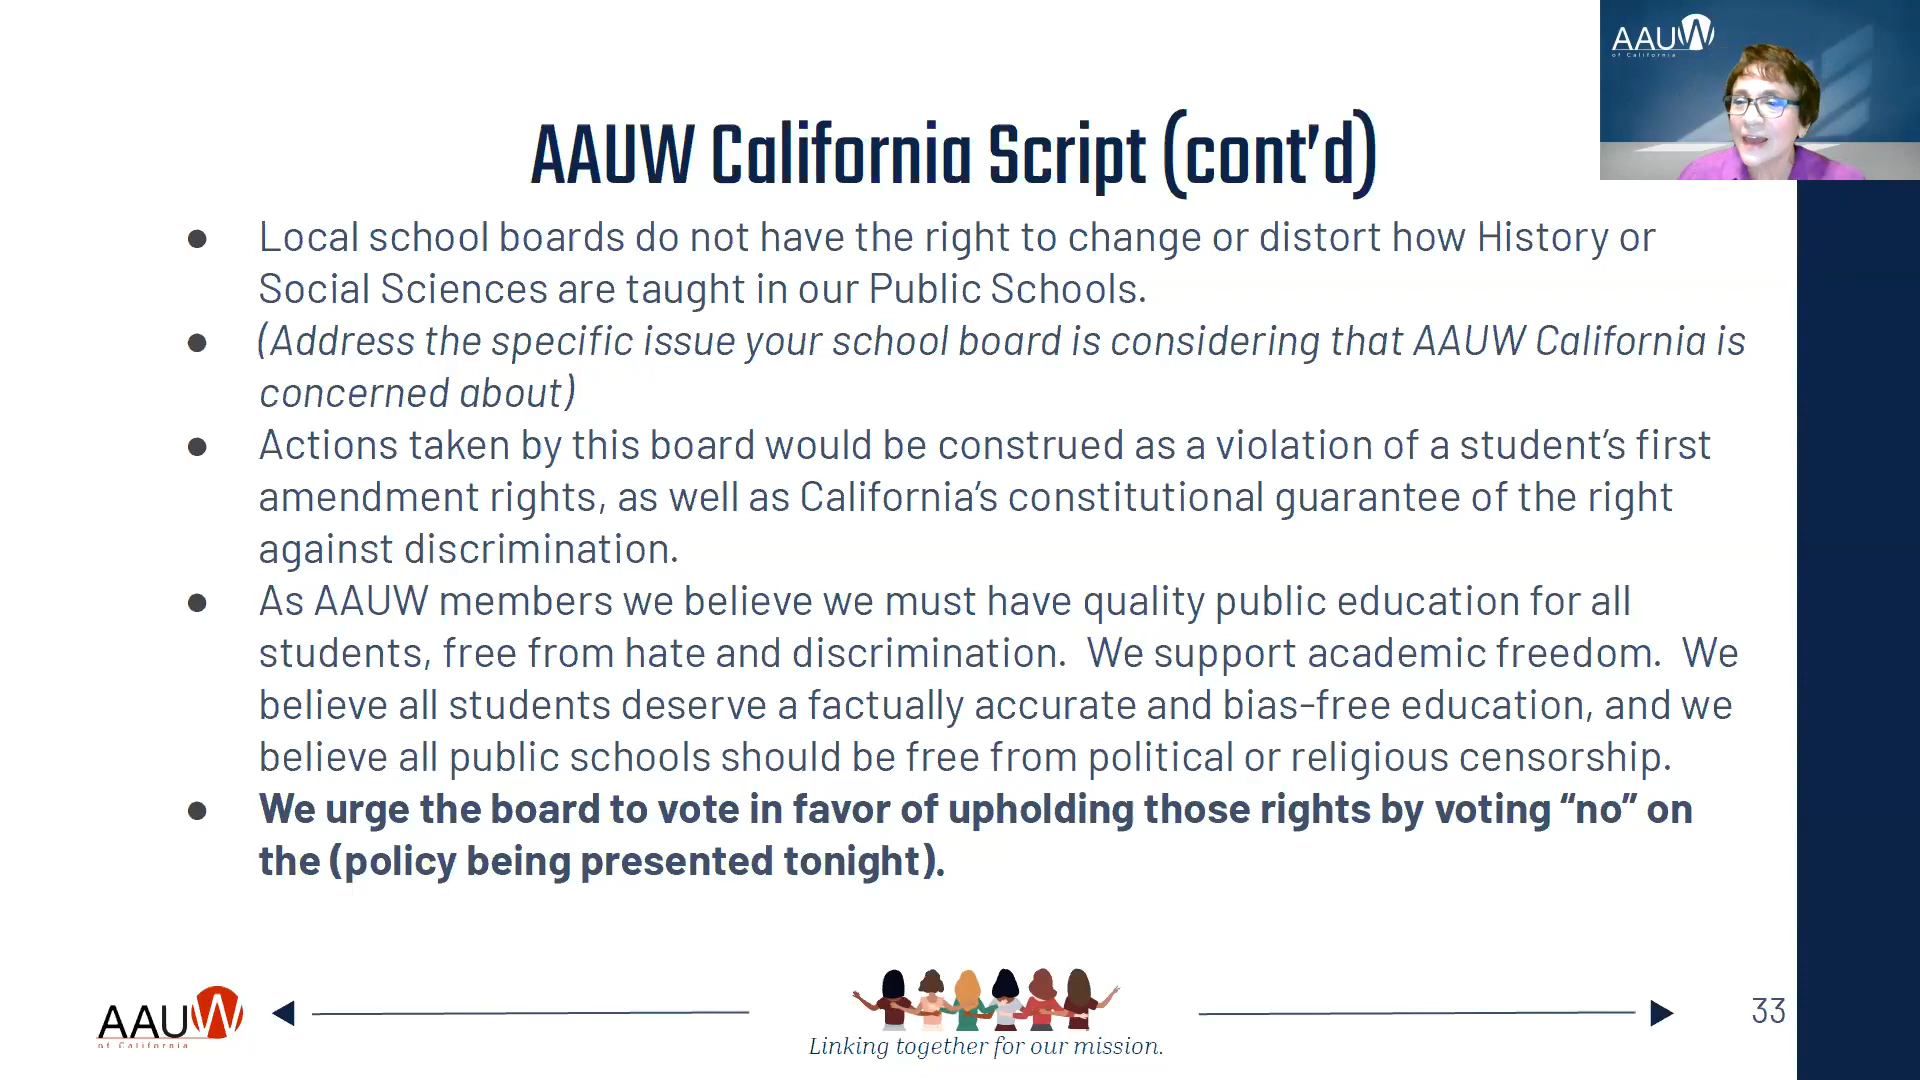 AAUW
of California
AAUW California Script (cont’d)
● Local school boards do not have the right to change or distort how History or
Social Sciences are taught in our Public Schools.
● (Address the specific issue your school board is considering that AAUW California is
concerned about)
● Actions taken by this board would be construed as a violation of a student’s first
amendment rights, as well as California’s constitutional guarantee of the right
against discrimination.
● As AAUW members we believe we must have quality public education for all
students, free from hate and discrimination.  We support academic freedom.  We
believe all students deserve a factually accurate and bias-free education, and we
believe all public schools should be free from political or religious censorship.
● We urge the board to vote in favor of upholding those rights by voting “no” on
the (policy being presented tonight).
AAUW
of California
Linking together for our mission.
33